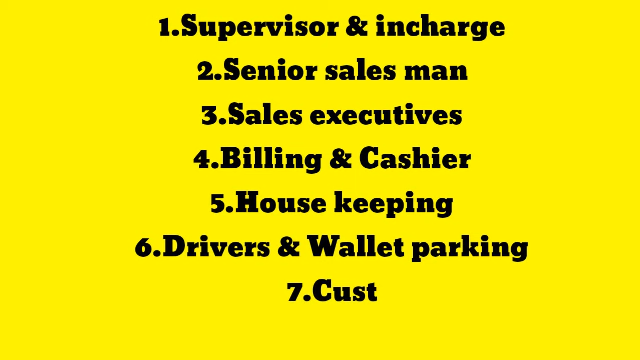 1.Supervisor & incharge
2.Senior sales man
3.Sales executives
4.Billing & Cashier
5.House keeping
6.Drivers & Wallet parking
7.Cust